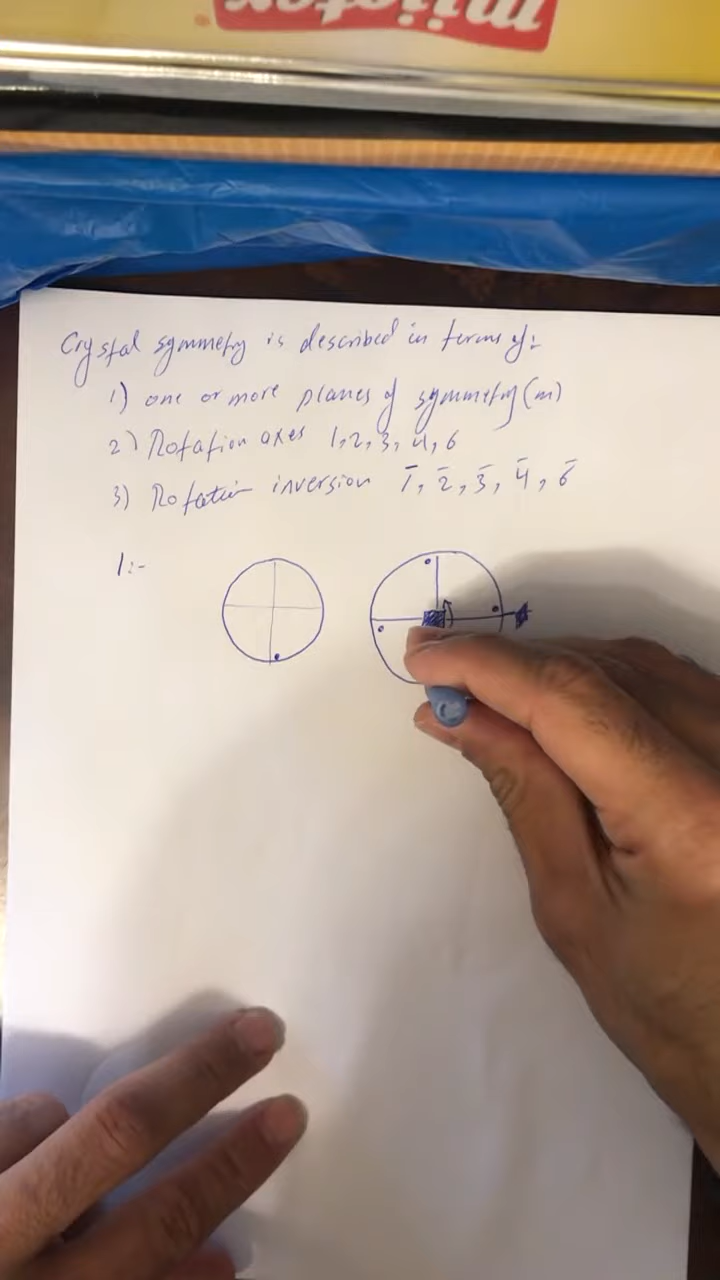 Crystal symmetry is described in terms of:-
1) one or more planes of symmetry (m)
2) Rotation axes 1, 2, 3, 4, 6
3) Rotation inversion 1̄, 2̄, 3̄, 4̄, 6̄
1:-